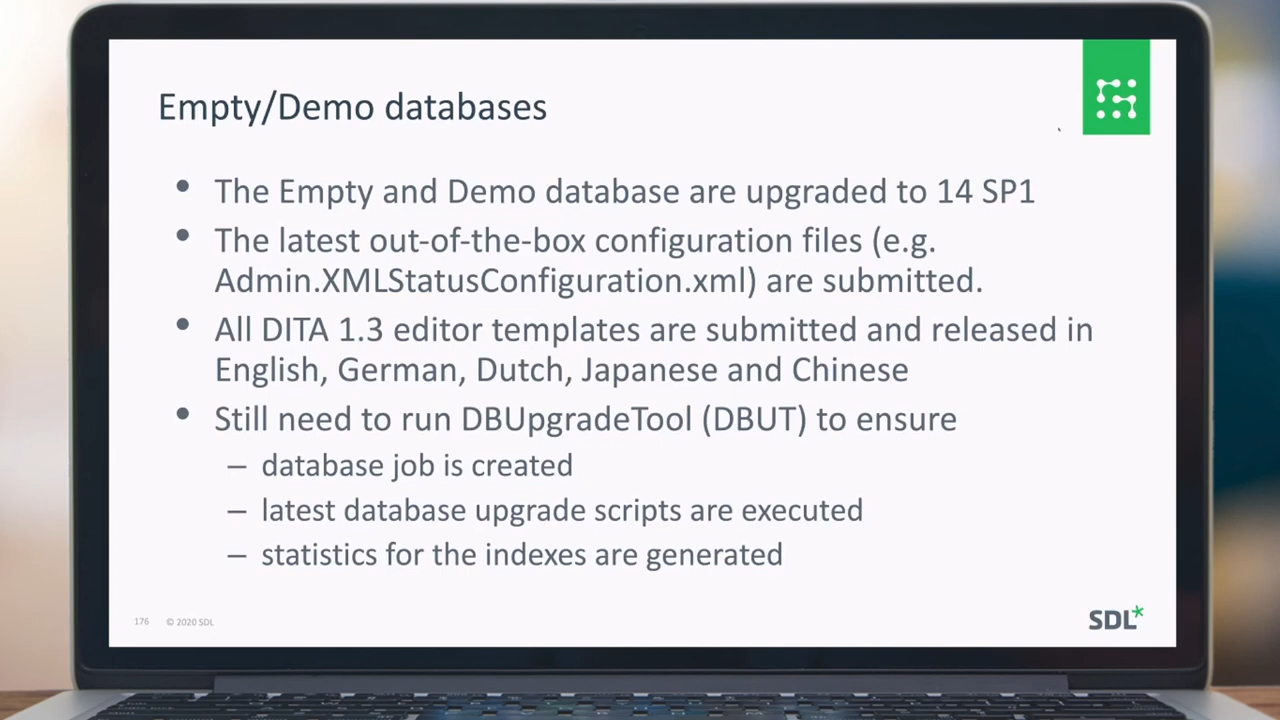 Empty/Demo databases
• The Empty and Demo database are upgraded to 14 SP1
• The latest out-of-the-box configuration files (e.g.
Admin.XMLStatusConfiguration.xml) are submitted.
• All DITA 1.3 editor templates are submitted and released in
English, German, Dutch, Japanese and Chinese
• Still need to run DBUpgradeTool (DBUT) to ensure
– database job is created
– latest database upgrade scripts are executed
– statistics for the indexes are generated
176 © 2020 SDL
SDL*